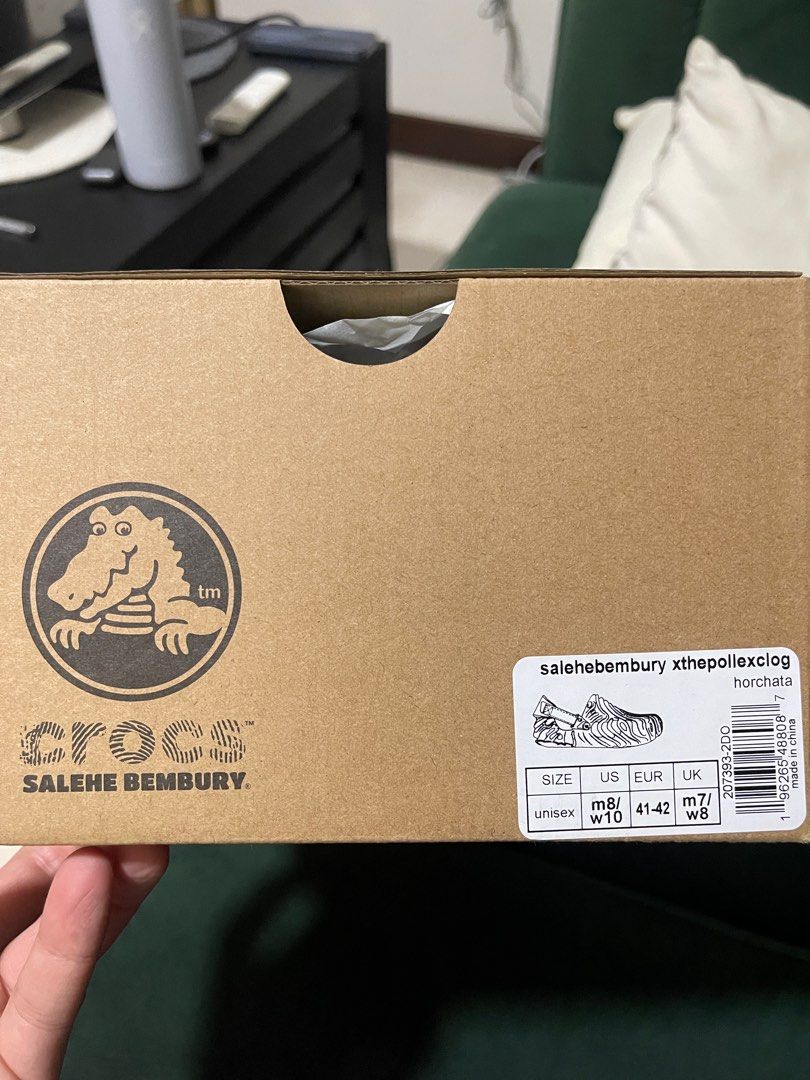 tm
crocs™
SALEHE BEMBURY®
salehebembury xthepollexclog
horchata
SIZE US EUR UK
unisex m8/w10 41-42 m7/w8
207393-2DO
1 96265 48808 7
made in china